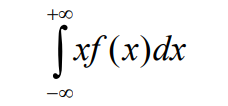 +∞
∫ xf(x)dx
−∞